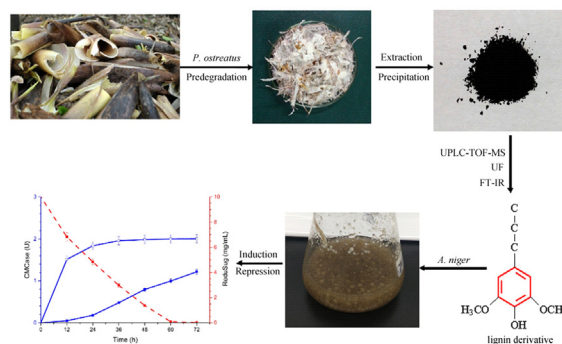 P. ostreatus
Predegradation
Extraction
Precipitation
UPLC-TOF-MS
UF
FT-IR
C
C
C
H₃CO
OCH
OH
lignin derivative
A. niger
Induction
Repression
CMCase (U)
3
2
1
0
10
8
6
4
2
0
ReduSug (mg/mL)
0 12 24 36 48 60 72
Time (h)